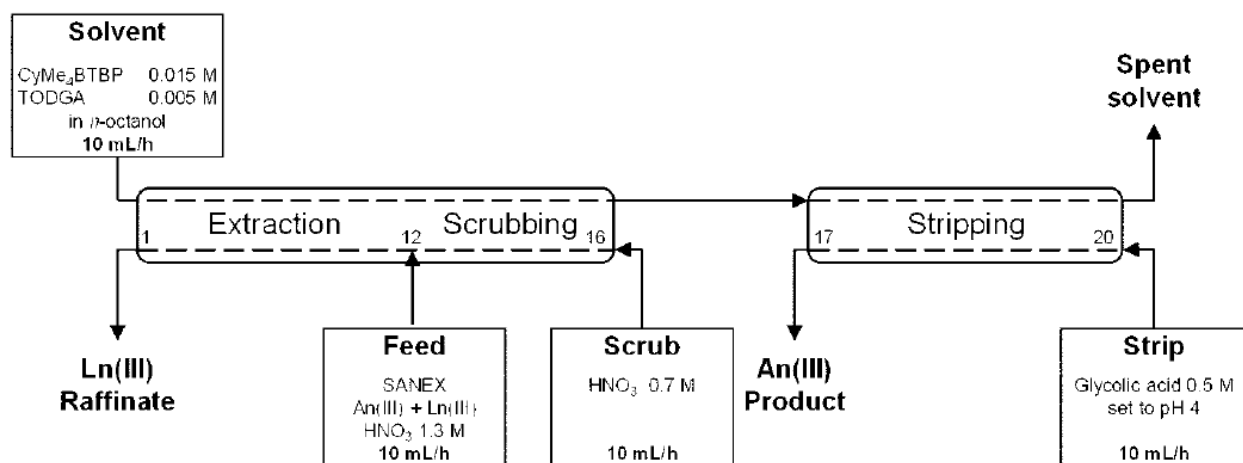 Solvent
CyMe₄BTBP 0.015 M
TODGA 0.005 M
in n-octanol
10 mL/h
Spent
solvent
Extraction
Scrubbing
Stripping
1
12
16
17
20
Ln(III)
Raffinate
Feed
SANEX
An(III) + Ln(III)
HNO₃ 1.3 M
10 mL/h
Scrub
HNO₃ 0.7 M
10 mL/h
An(III)
Product
Strip
Glycolic acid 0.5 M
set to pH 4
10 mL/h